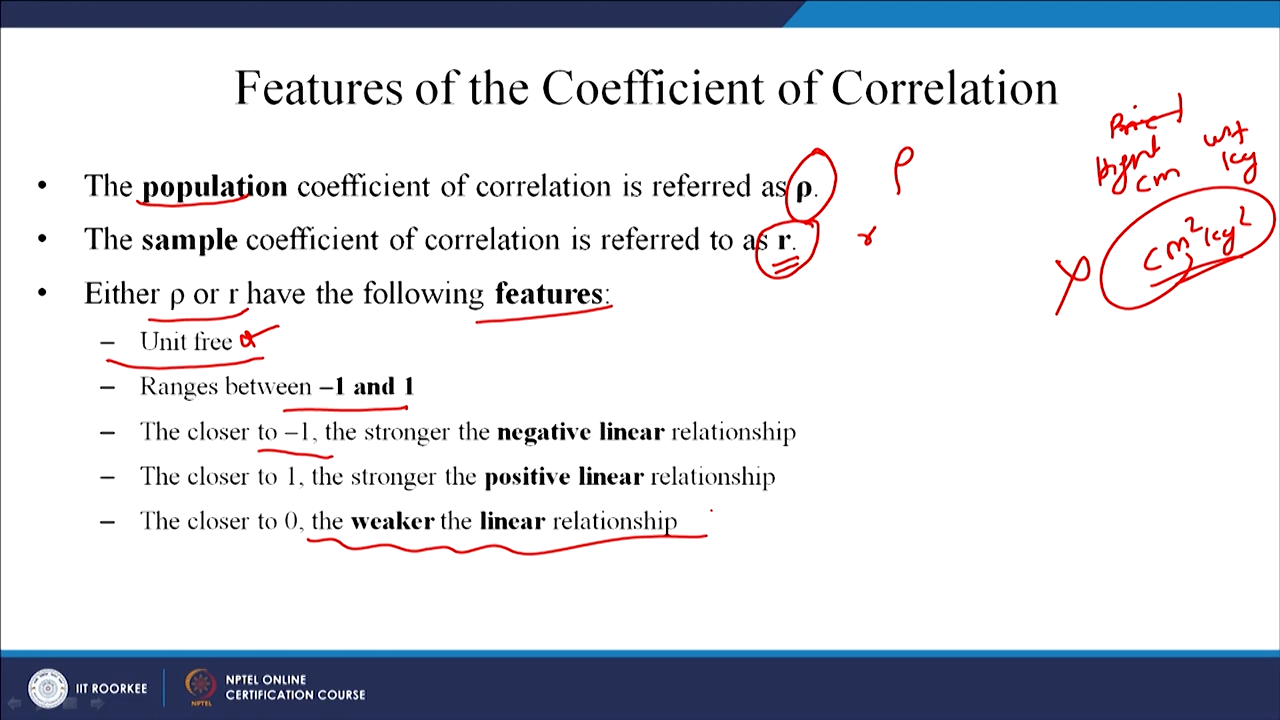 Features of the Coefficient of Correlation
• The population coefficient of correlation is referred as ρ.
ρ
• The sample coefficient of correlation is referred to as r.
r
• Either ρ or r have the following features:
– Unit free
– Ranges between –1 and 1
– The closer to –1, the stronger the negative linear relationship
– The closer to 1, the stronger the positive linear relationship
– The closer to 0, the weaker the linear relationship
wt
kg
cm
cm² kg²
IIT ROORKEE
NPTEL ONLINE
CERTIFICATION COURSE
NPTEL